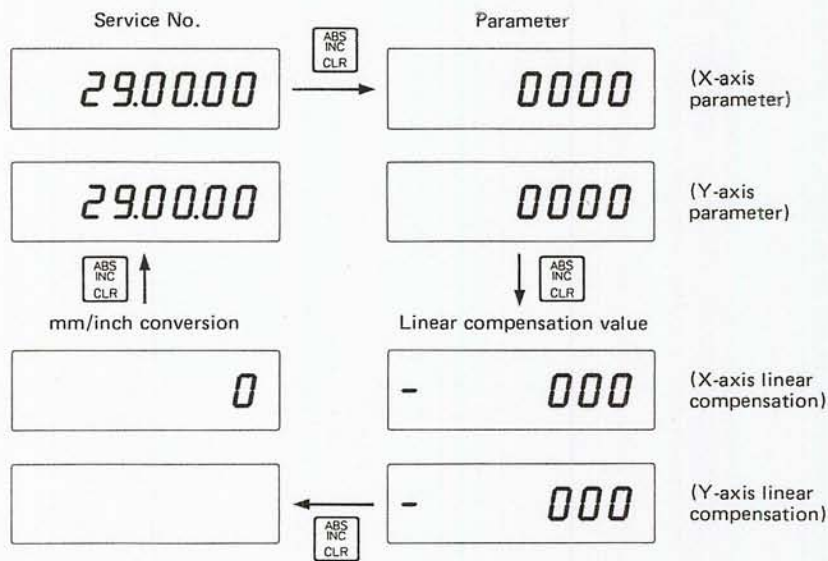 Service No.
ABS
INC
CLR
Parameter
29.00.00
0000
(X-axis
parameter)
29.00.00
0000
(Y-axis
parameter)
ABS
INC
CLR
ABS
INC
CLR
mm/inch conversion
Linear compensation value
0
- 000
(X-axis linear
compensation)
- 000
(Y-axis linear
compensation)
ABS
INC
CLR